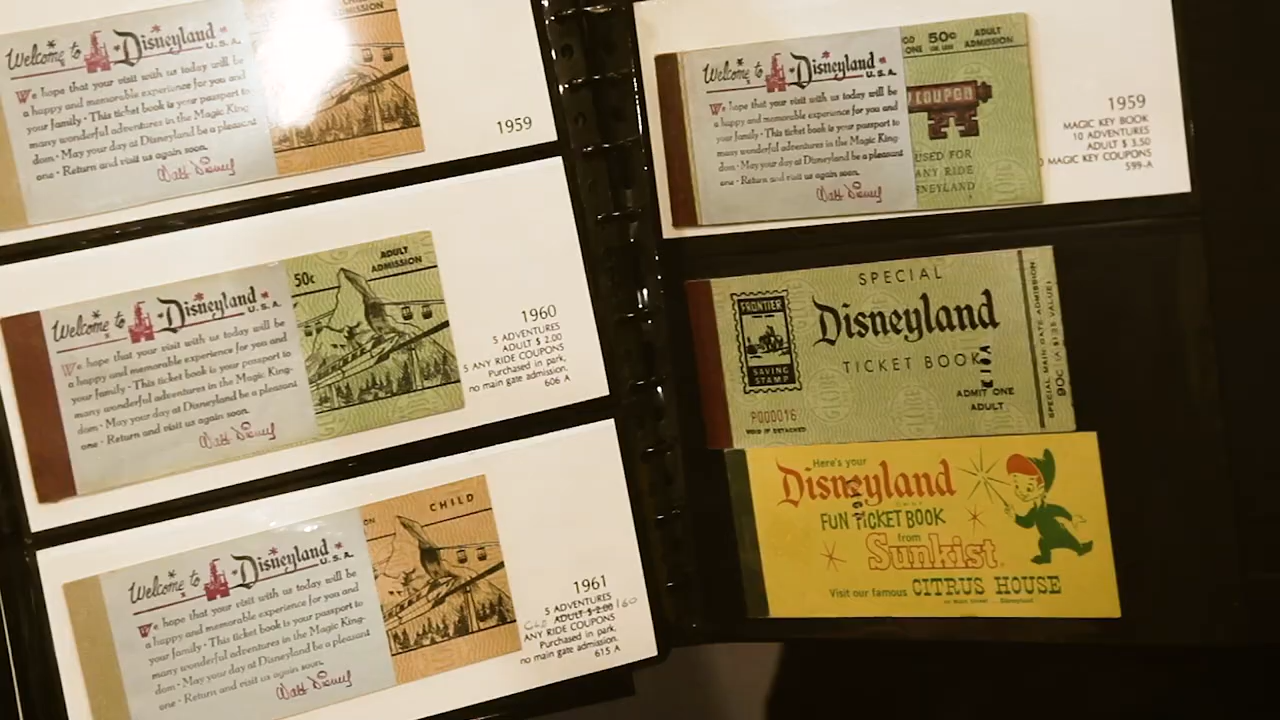 Welcome to Disneyland
U.S.A.
We hope that your visit with us today will be
a happy and memorable experience for you and
your family · This ticket book is your passport to
many wonderful adventures in the Magic King-
dom · May your day at Disneyland be a pleasant
one · Return and visit us again soon.
Walt Disney
ADMISSION
1959
Welcome to Disneyland
U.S.A.
We hope that your visit with us today will be
a happy and memorable experience for you and
your family · This ticket book is your passport to
many wonderful adventures in the Magic King-
dom · May your day at Disneyland be a pleasant
one · Return and visit us again soon.
Walt Disney
50¢
ADULT
ADMISSION
1960
5 ADVENTURES
ADULT $ 2.00
5 ANY RIDE COUPONS
Purchased in park,
no main gate admission.
606 A
Welcome to Disneyland
U.S.A.
We hope that your visit with us today will be
a happy and memorable experience for you and
your family · This ticket book is your passport to
many wonderful adventures in the Magic King-
dom · May your day at Disneyland be a pleasant
one · Return and visit us again soon.
Walt Disney
CHILD
1961
5 ADVENTURES
ADULT $ 2.00 160
ANY RIDE COUPONS
Purchased in park,
no main gate admission.
615 A
Welcome to Disneyland
U.S.A.
We hope that your visit with us today will be
a happy and memorable experience for you and
your family · This ticket book is your passport to
many wonderful adventures in the Magic King-
dom · May your day at Disneyland be a pleasant
one · Return and visit us again soon.
Walt Disney
ONE 50¢
ADULT
ADMISSION
COUPON
USED FOR
ANY RIDE
SNEYLAND
1959
MAGIC KEY BOOK
10 ADVENTURES
ADULT $ 3.50
0 MAGIC KEY COUPONS
599-A
SPECIAL
Disneyland
TICKET BOOK
FRONTIER
SAVING
STAMP
P000016
VOID IF DETACHED
ADMIT ONE
ADULT
SPECIAL MAIN GATE ADMISSION
90¢ (A $1.35 VALUE)
Here's your
Disneyland
FUN TICKET BOOK
from
Sunkist
Visit our famous CITRUS HOUSE
on Main Street ... Disneyland